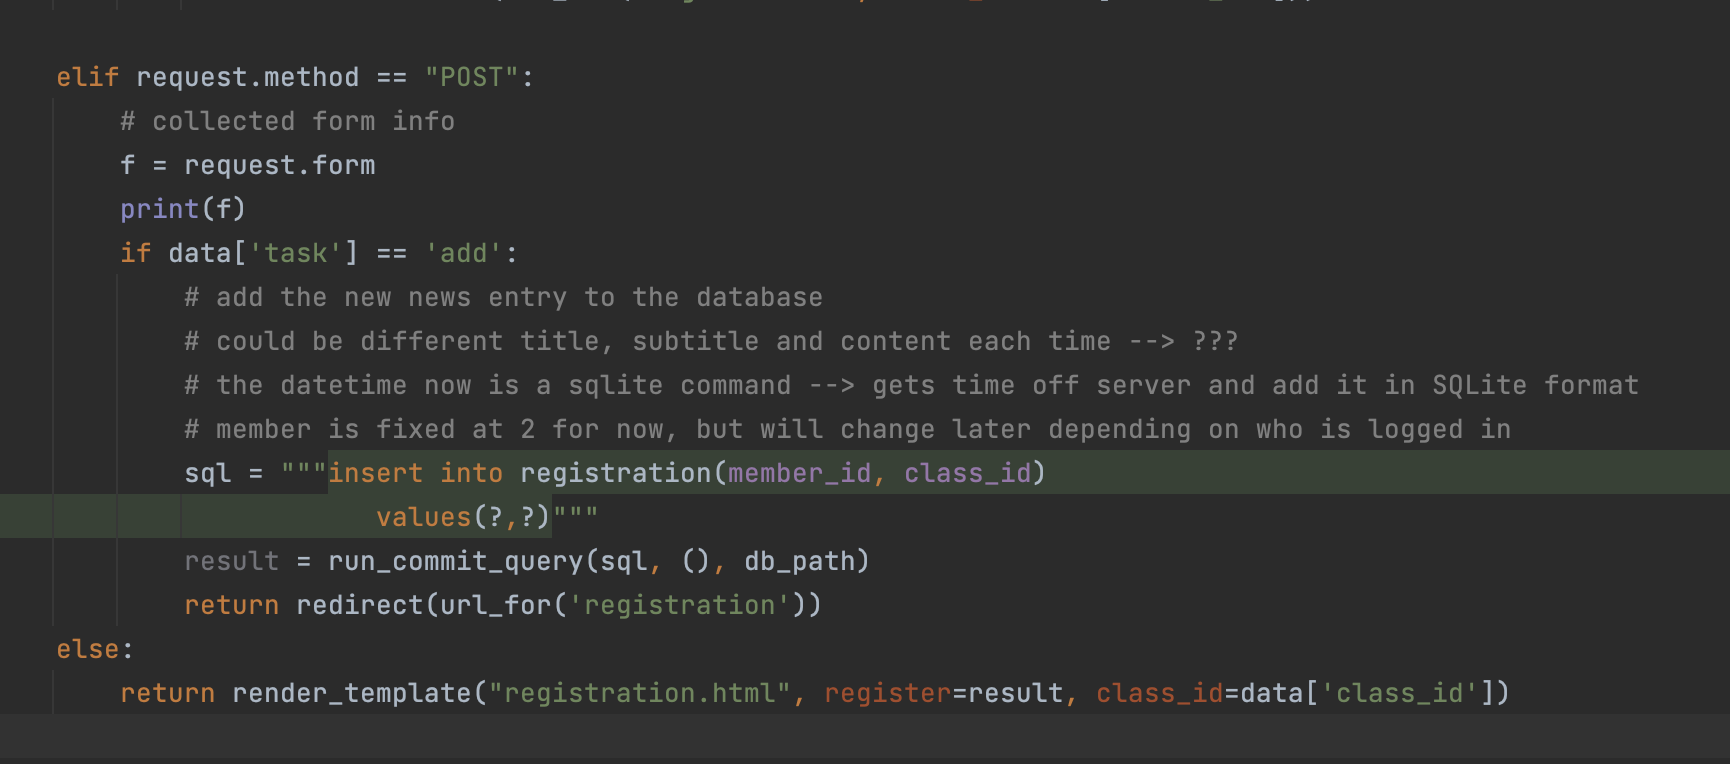 elif request.method == "POST":
# collected form info
f = request.form
print(f)
if data['task'] == 'add':
# add the new news entry to the database
# could be different title, subtitle and content each time --> ???
# the datetime now is a sqlite command --> gets time off server and add it in SQLite format
# member is fixed at 2 for now, but will change later depending on who is logged in
sql = """insert into registration(member_id, class_id)
values(?,?)"""
result = run_commit_query(sql, (), db_path)
return redirect(url_for('registration'))
else:
return render_template("registration.html", register=result, class_id=data['class_id'])